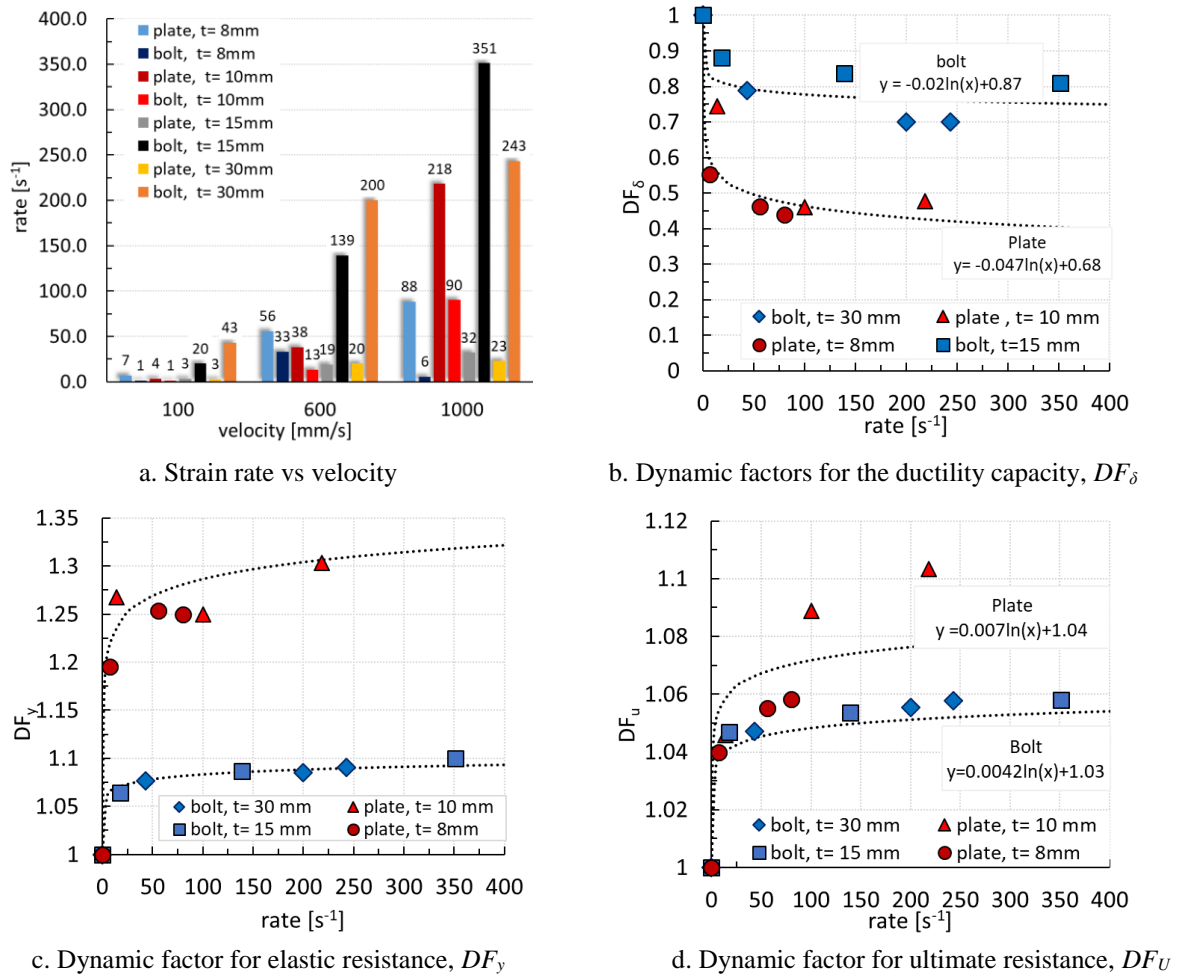 400.0
350.0
300.0
250.0
200.0
150.0
100.0
50.0
0.0
rate [s⁻¹]
plate, t= 8mm
bolt, t= 8mm
plate, t= 10mm
bolt, t= 10mm
plate, t= 15mm
bolt, t= 15mm
plate, t= 30mm
bolt, t= 30mm
7 1 4 1 3 20 3 43
56 33 38 13 19 139 20 200
88 6 218 90 32 351 23 243
100 600 1000
velocity [mm/s]
a. Strain rate vs velocity
1
0.9
0.8
0.7
0.6
0.5
0.4
0.3
0.2
0.1
0
DFδ
bolt
y = -0.02ln(x)+0.87
Plate
y= -0.047ln(x)+0.68
bolt, t= 30 mm plate , t= 10 mm
plate, t= 8mm bolt, t=15 mm
0 50 100 150 200 250 300 350 400
rate [s⁻¹]
b. Dynamic factors for the ductility capacity, DFδ
1.35
1.3
1.25
1.2
1.15
1.1
1.05
1
DFy
bolt, t= 30 mm plate, t= 10 mm
bolt, t= 15 mm plate, t= 8mm
0 50 100 150 200 250 300 350 400
rate [s⁻¹]
c. Dynamic factor for elastic resistance, DFy
1.12
1.1
1.08
1.06
1.04
1.02
1
DFu
Plate
y =0.007ln(x)+1.04
Bolt
y=0.0042ln(x)+1.03
bolt, t= 30 mm plate, t= 10 mm
bolt, t= 15 mm plate, t= 8mm
0 50 100 150 200 250 300 350 400
rate [s⁻¹]
d. Dynamic factor for ultimate resistance, DFU